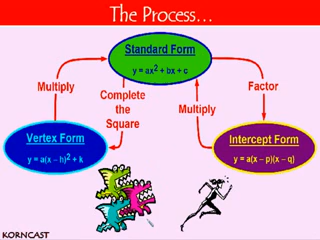 The Process...
Standard Form
y = ax² + bx + c
Multiply
Complete
the
Square
Multiply
Factor
Vertex Form
y = a(x – h)² + k
Intercept Form
y = a(x – p)(x – q)
KORNCAST